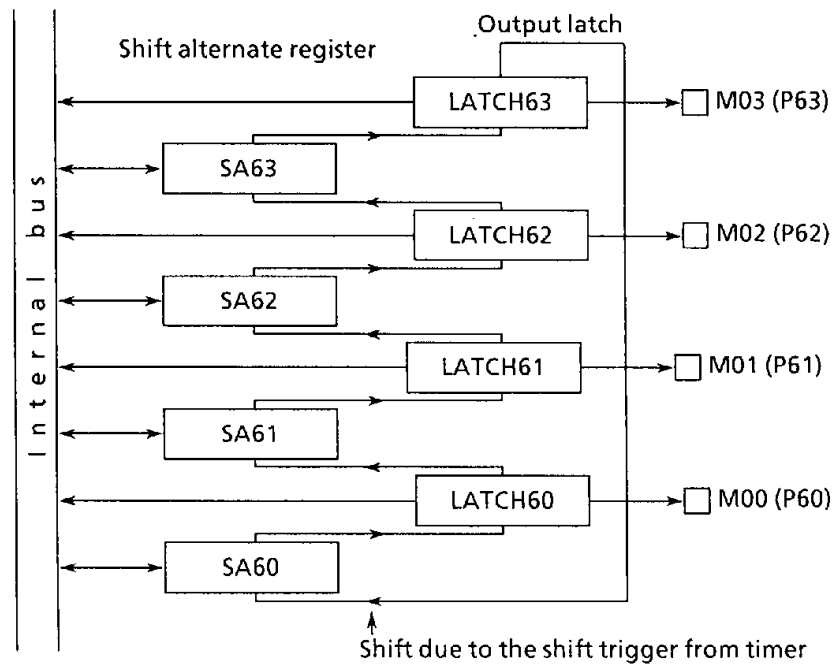 Output latch
Shift alternate register
LATCH63
M03 (P63)
SA63
LATCH62
M02 (P62)
SA62
LATCH61
M01 (P61)
SA61
LATCH60
M00 (P60)
SA60
Internal bus
Shift due to the shift trigger from timer